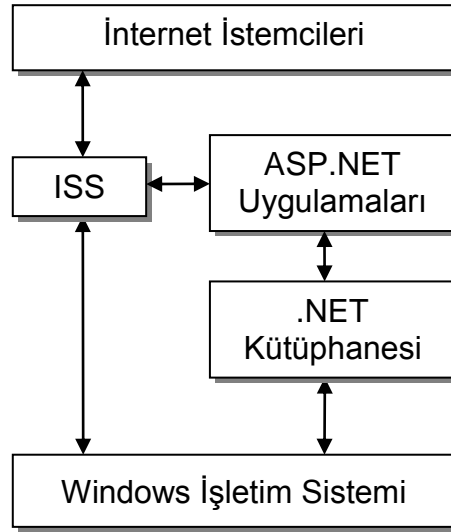 İnternet İstemcileri
ISS
ASP.NET
Uygulamaları
.NET
Kütüphanesi
Windows İşletim Sistemi